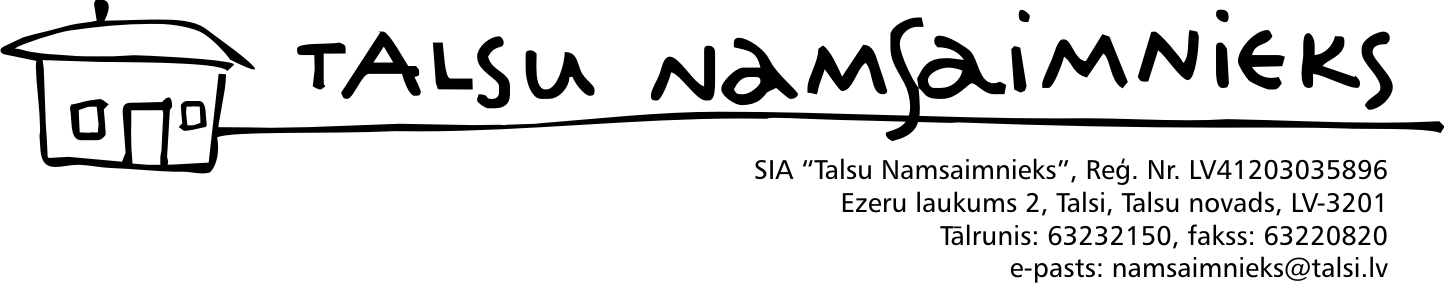 TALSU NAMSAIMNIEKS
SIA “Talsu Namsaimnieks”, Reģ. Nr. LV41203035896
Ezeru laukums 2, Talsi, Talsu novads, LV-3201
Tālrunis: 63232150, fakss: 63220820
e-pasts: namsaimnieks@talsi.lv